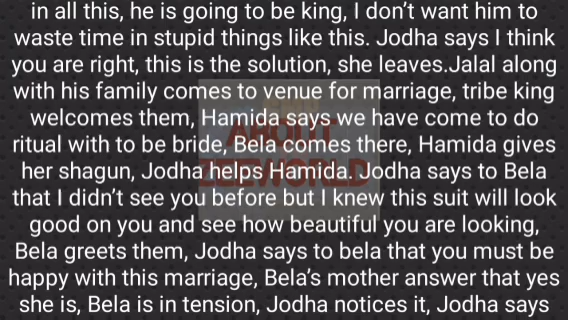 in all this, he is going to be king, I don't want him to
waste time in stupid things like this. Jodha says I think
you are right, this is the solution, she leaves.Jalal along
with his family comes to venue for marriage, tribe king
welcomes them, Hamida says we have come to do
ritual with to be bride, Bela comes there, Hamida gives
her shagun, Jodha helps Hamida. Jodha says to Bela
that I didn't see you before but I knew this suit will look
good on you and see how beautiful you are looking,
Bela greets them, Jodha says to bela that you must be
happy with this marriage, Bela's mother answer that yes
she is, Bela is in tension, Jodha notices it, Jodha says
ABOUT
ZEEWORLD